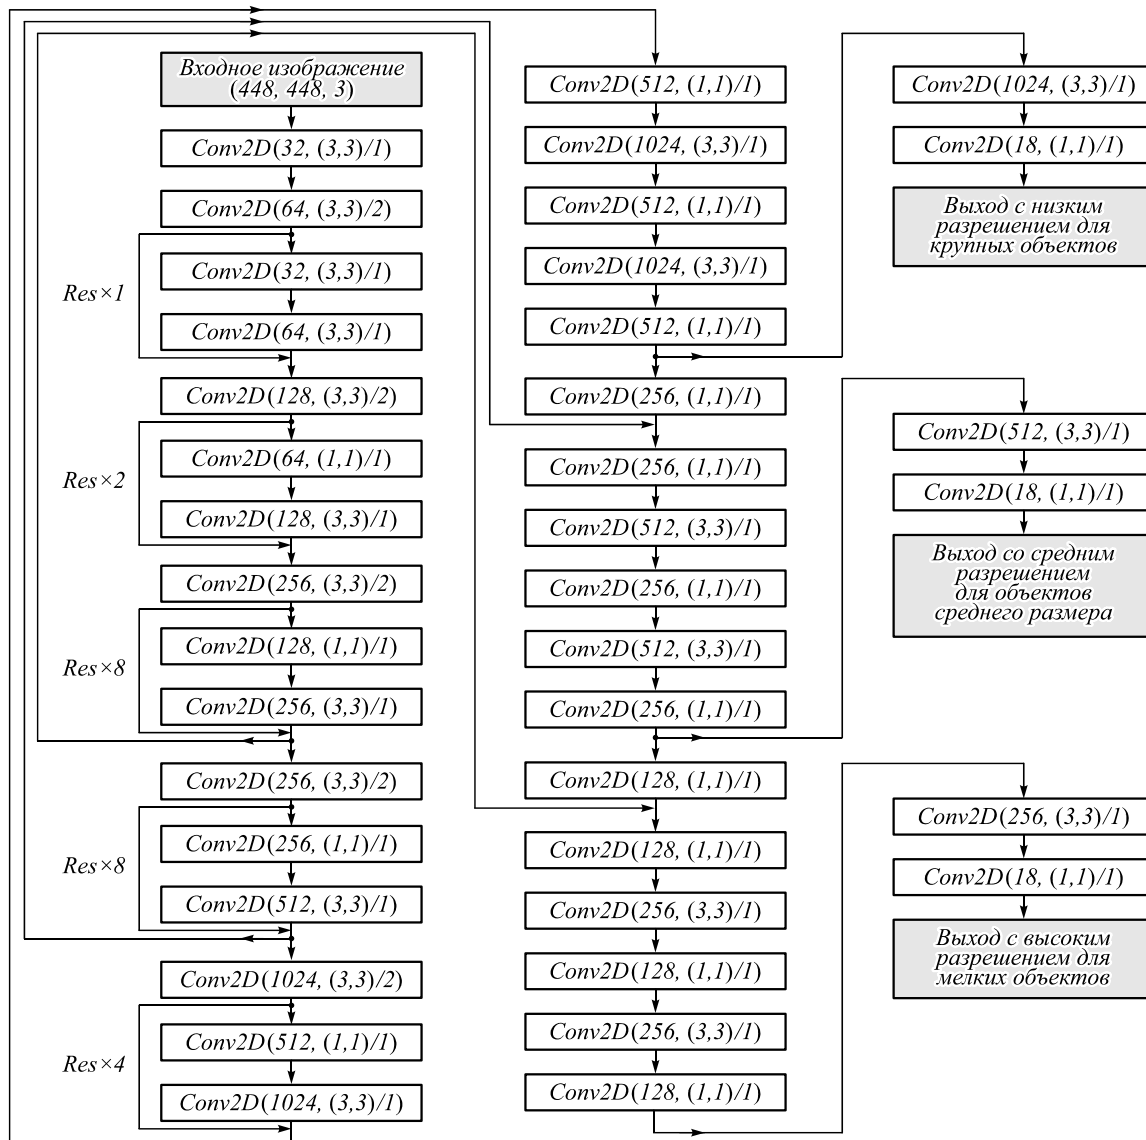 Входное изображение
(448, 448, 3)
Conv2D(32, (3,3)/1)
Conv2D(64, (3,3)/2)
Res×1
Conv2D(32, (3,3)/1)
Conv2D(64, (3,3)/1)
Conv2D(128, (3,3)/2)
Res×2
Conv2D(64, (1,1)/1)
Conv2D(128, (3,3)/1)
Conv2D(256, (3,3)/2)
Res×8
Conv2D(128, (1,1)/1)
Conv2D(256, (3,3)/1)
Conv2D(256, (3,3)/2)
Res×8
Conv2D(256, (1,1)/1)
Conv2D(512, (3,3)/1)
Conv2D(1024, (3,3)/2)
Res×4
Conv2D(512, (1,1)/1)
Conv2D(1024, (3,3)/1)
Conv2D(512, (1,1)/1)
Conv2D(1024, (3,3)/1)
Conv2D(512, (1,1)/1)
Conv2D(1024, (3,3)/1)
Conv2D(512, (1,1)/1)
Conv2D(256, (1,1)/1)
Conv2D(256, (1,1)/1)
Conv2D(512, (3,3)/1)
Conv2D(256, (1,1)/1)
Conv2D(512, (3,3)/1)
Conv2D(256, (1,1)/1)
Conv2D(128, (1,1)/1)
Conv2D(128, (1,1)/1)
Conv2D(256, (3,3)/1)
Conv2D(128, (1,1)/1)
Conv2D(256, (3,3)/1)
Conv2D(128, (1,1)/1)
Conv2D(1024, (3,3)/1)
Conv2D(18, (1,1)/1)
Выход с низким
разрешением для
крупных объектов
Conv2D(512, (3,3)/1)
Conv2D(18, (1,1)/1)
Выход со средним
разрешением
для объектов
среднего размера
Conv2D(256, (3,3)/1)
Conv2D(18, (1,1)/1)
Выход с высоким
разрешением для
мелких объектов